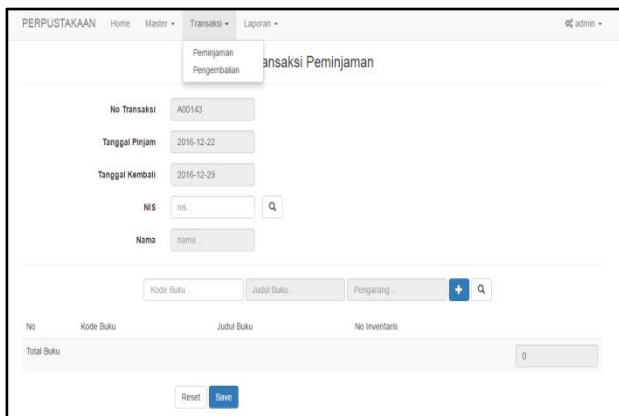 PERPUSTAKAAN Home Master Transaksi Laporan admin
Peminjaman
Pengembalian
ansaksi Peminjaman
No Transaksi A00143
Tanggal Pinjam 2016-12-22
Tanggal Kembali 2016-12-29
NIS nis...
Nama nama ...
Kode Buku ... Judul Buku... Pengarang ...
No Kode Buku Judul Buku No Inventaris
Total Buku 0
Reset Save